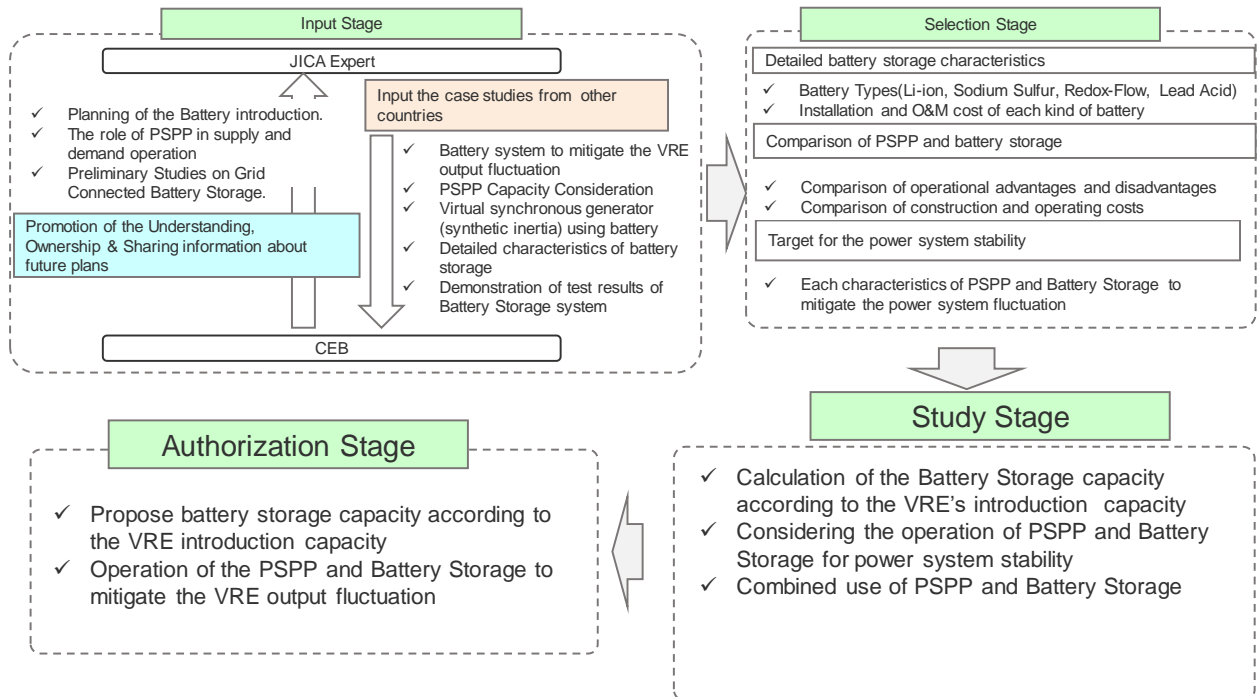 Input Stage
JICA Expert
✓ Planning of the Battery introduction.
✓ The role of PSPP in supply and
demand operation
✓ Preliminary Studies on Grid
Connected Battery Storage.
Promotion of the Understanding,
Ownership & Sharing information about
future plans
Input the case studies from other
countries
✓ Battery system to mitigate the VRE
output fluctuation
✓ PSPP Capacity Consideration
✓ Virtual synchronous generator
(synthetic inertia) using battery
✓ Detailed characteristics of battery
storage
✓ Demonstration of test results of
Battery Storage system
CEB
Selection Stage
Detailed battery storage characteristics
✓ Battery Types(Li-ion, Sodium Sulfur, Redox-Flow, Lead Acid)
✓ Installation and O&M cost of each kind of battery
Comparison of PSPP and battery storage
✓ Comparison of operational advantages and disadvantages
✓ Comparison of construction and operating costs
Target for the power system stability
✓ Each characteristics of PSPP and Battery Storage to
mitigate the power system fluctuation
Study Stage
✓ Calculation of the Battery Storage capacity
according to the VRE's introduction capacity
✓ Considering the operation of PSPP and Battery
Storage for power system stability
✓ Combined use of PSPP and Battery Storage
Authorization Stage
✓ Propose battery storage capacity according to
the VRE introduction capacity
✓ Operation of the PSPP and Battery Storage to
mitigate the VRE output fluctuation